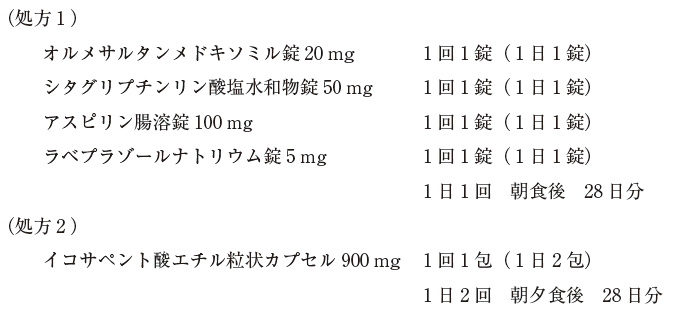 （処方１）
オルメサルタンメドキソミル錠 20 mg　１回１錠（１日１錠）
シタグリプチンリン酸塩水和物錠 50 mg　１回１錠（１日１錠）
アスピリン腸溶錠 100 mg　１回１錠（１日１錠）
ラベプラゾールナトリウム錠 5 mg　１回１錠（１日１錠）
１日１回　朝食後　28 日分
（処方２）
イコサペント酸エチル粒状カプセル 900 mg　１回１包（１日２包）
１日２回　朝夕食後　28 日分